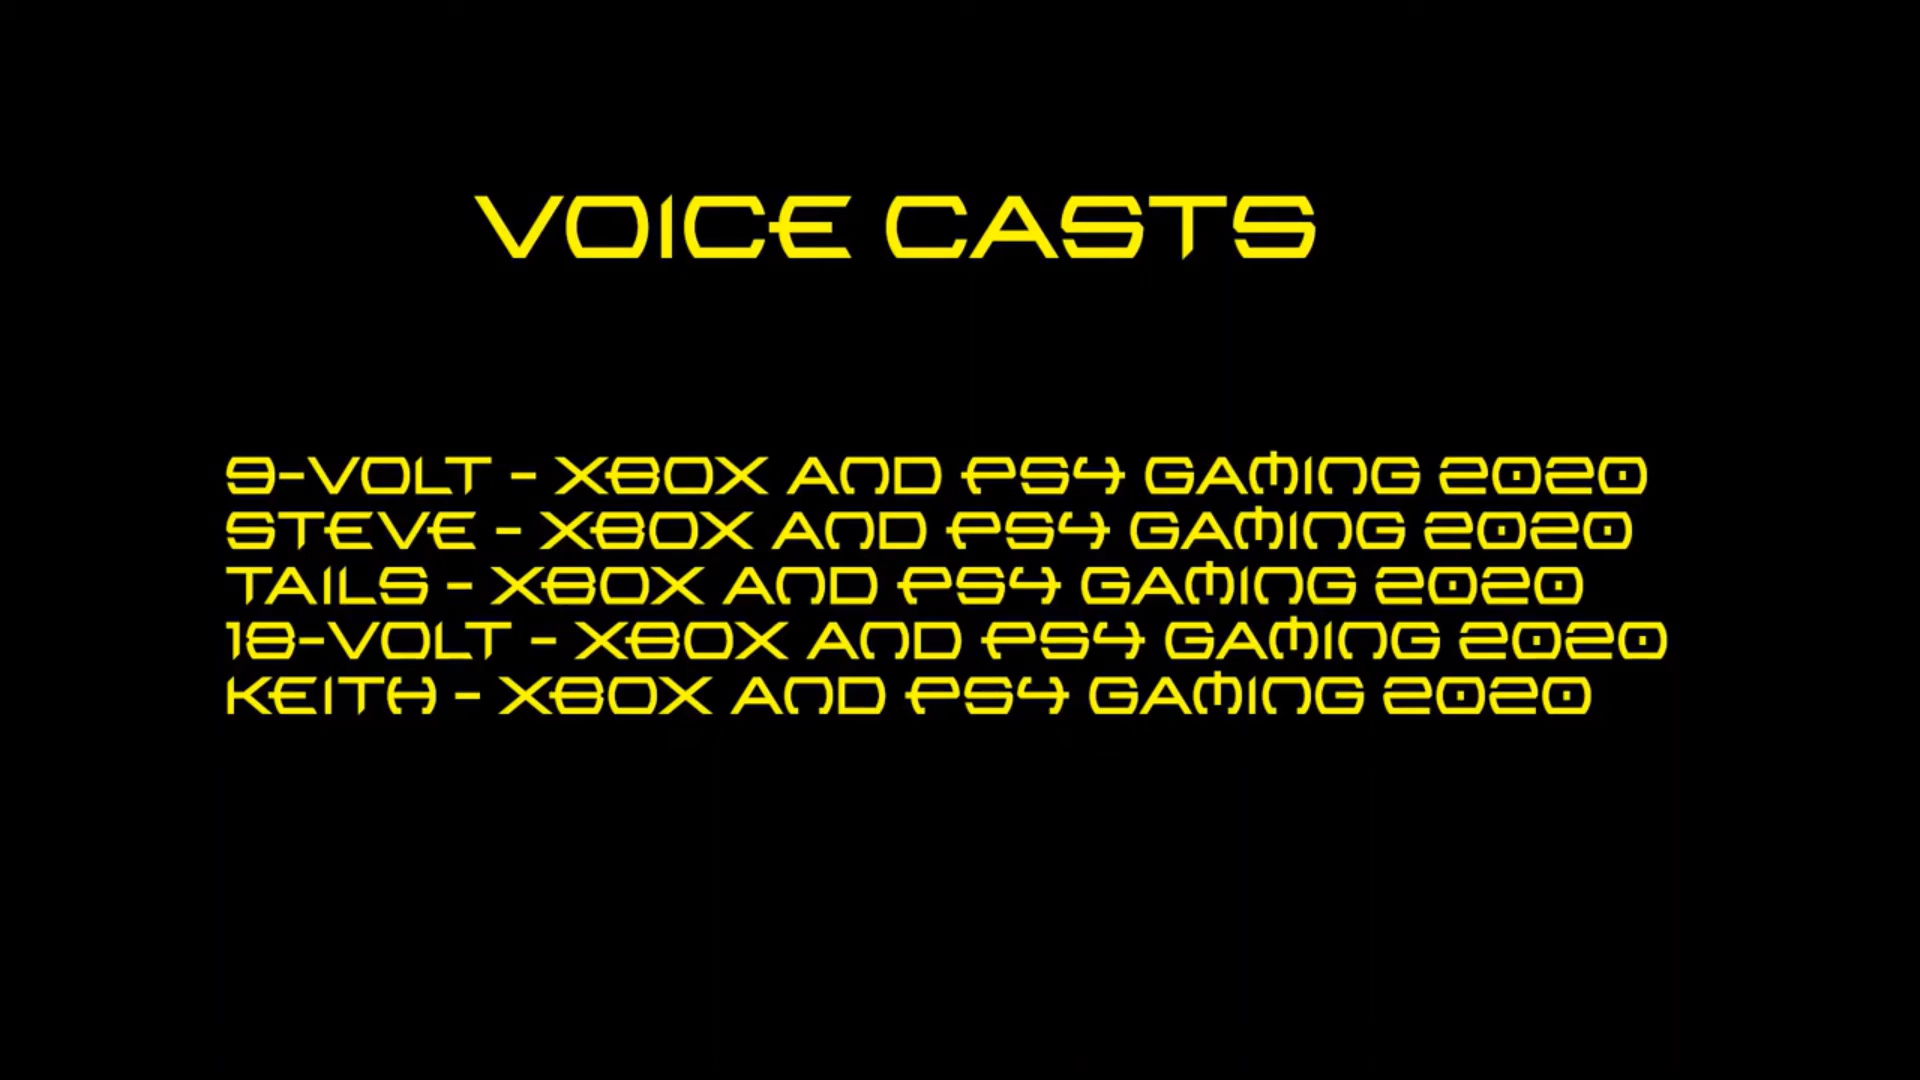 VOICE CASTS
9-VOLT - XBOX AND PS4 GAMING 2020
STEVE - XBOX AND PS4 GAMING 2020
TAILS - XBOX AND PS4 GAMING 2020
18-VOLT - XBOX AND PS4 GAMING 2020
KEITH - XBOX AND PS4 GAMING 2020